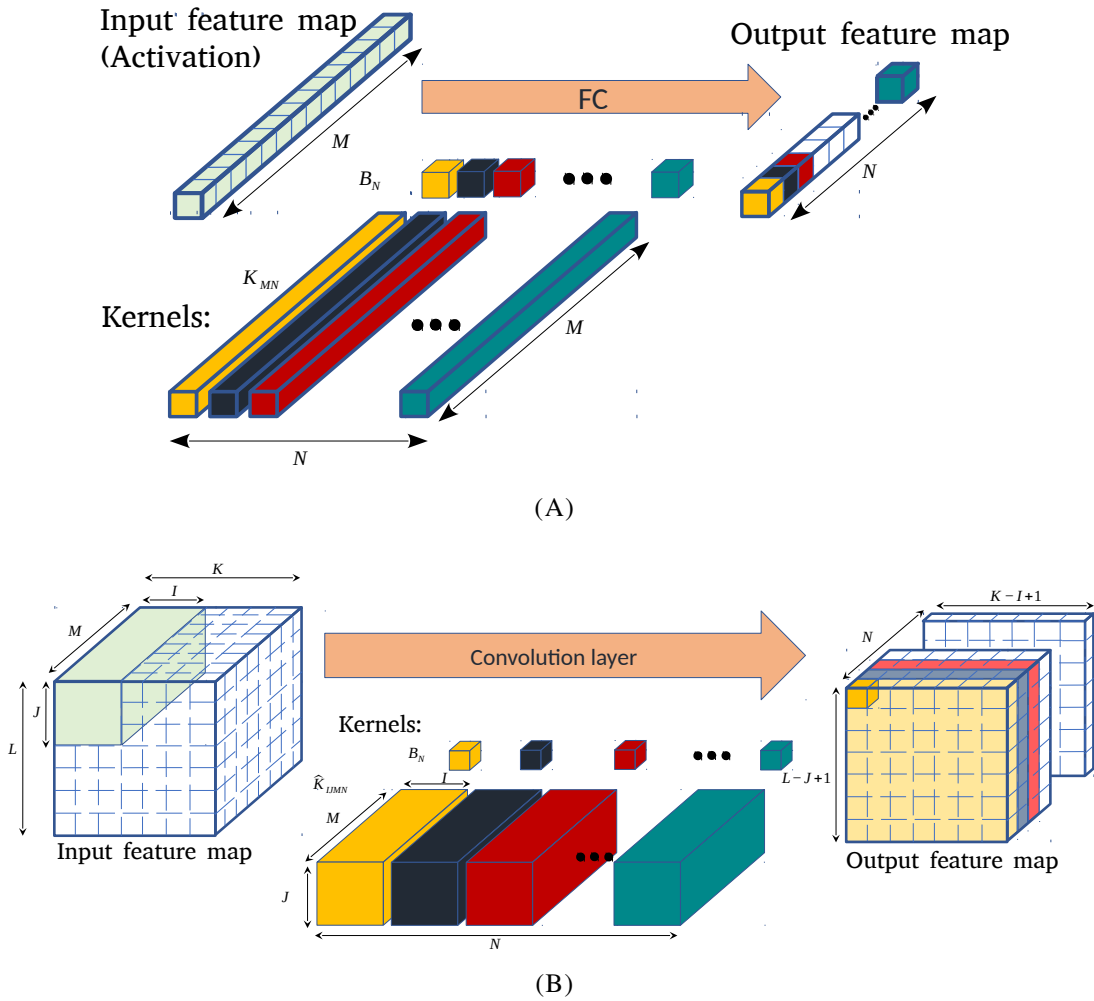 Input feature map
(Activation)
Output feature map
FC
M
B_N
N
K_MN
Kernels:
M
N
(A)
K
I
K−I+1
M
N
Convolution layer
J
L
Kernels:
B_N
L−J+1
K̂_IJMN
I
M
Input feature map
Output feature map
J
N
(B)